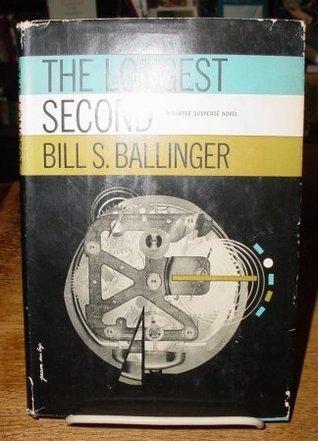 THE LONGEST
SECOND
A HARPER SUSPENSE NOVEL
BILL S. BALLINGER